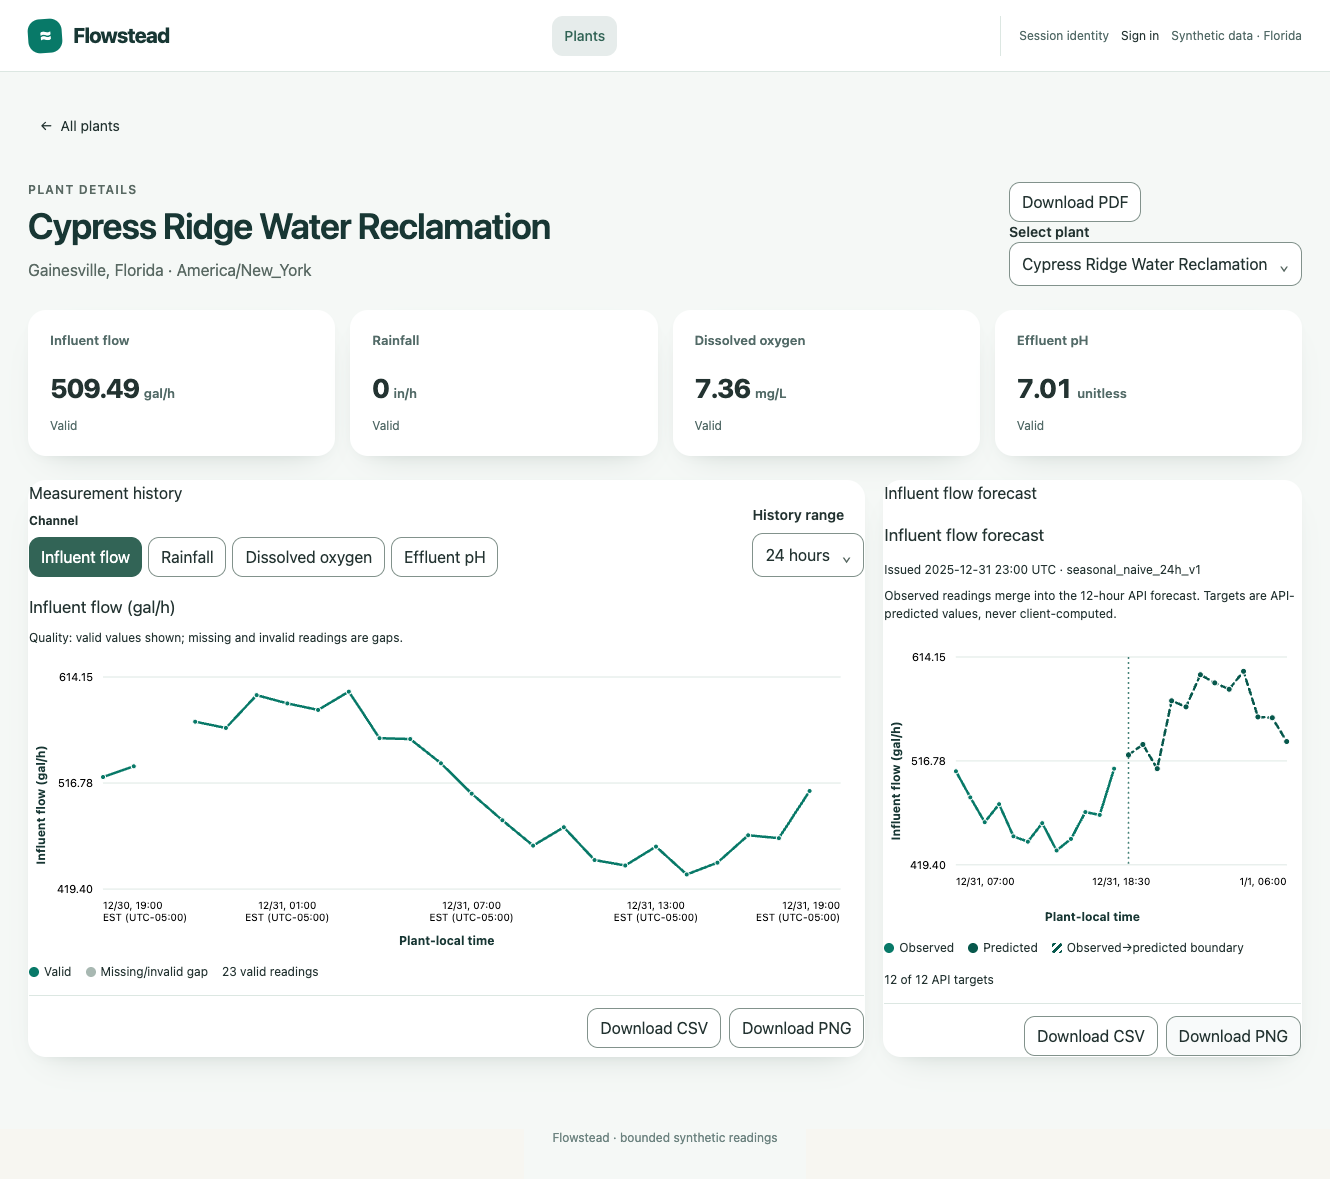 ≈ Flowstead
Plants
Session identity Sign in Synthetic data · Florida
← All plants
PLANT DETAILS
Cypress Ridge Water Reclamation
Gainesville, Florida · America/New_York
Download PDF
Select plant
Cypress Ridge Water Reclamation
Influent flow
509.49 gal/h
Valid
Rainfall
0 in/h
Valid
Dissolved oxygen
7.36 mg/L
Valid
Effluent pH
7.01 unitless
Valid
Measurement history
Channel
Influent flow Rainfall Dissolved oxygen Effluent pH
History range
24 hours
Influent flow (gal/h)
Quality: valid values shown; missing and invalid readings are gaps.
Influent flow (gal/h)
614.15
516.78
419.40
12/30, 19:00
EST (UTC-05:00)
12/31, 01:00
EST (UTC-05:00)
12/31, 07:00
EST (UTC-05:00)
12/31, 13:00
EST (UTC-05:00)
12/31, 19:00
EST (UTC-05:00)
Plant-local time
Valid Missing/invalid gap 23 valid readings
Download CSV Download PNG
Influent flow forecast
Influent flow forecast
Issued 2025-12-31 23:00 UTC · seasonal_naive_24h_v1
Observed readings merge into the 12-hour API forecast. Targets are API-
predicted values, never client-computed.
Influent flow (gal/h)
614.15
516.78
419.40
12/31, 07:00 12/31, 18:30 1/1, 06:00
Plant-local time
Observed Predicted Observed→predicted boundary
12 of 12 API targets
Download CSV Download PNG
Flowstead · bounded synthetic readings